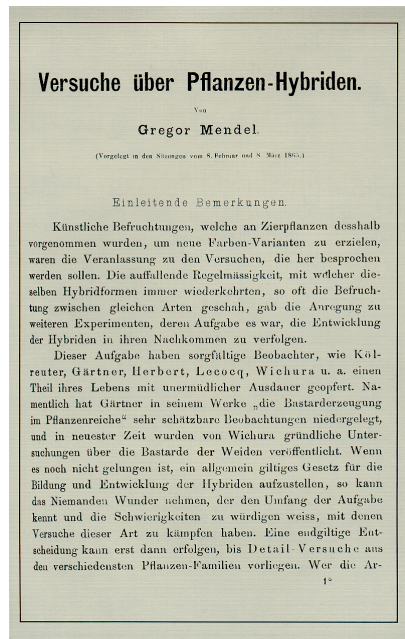 Versuche über Pflanzen-Hybriden.
Von
Gregor Mendel.
(Vorgelegt in den Sitzungen vom 8. Februar und 8. März 1865.)
Einleitende Bemerkungen.
Künstliche Befruchtungen, welche an Zierpflanzen desshalb
vorgenommen wurden, um neue Farben-Varianten zu erzielen,
waren die Veranlassung zu den Versuchen, die her besprochen
werden sollen. Die auffallende Regelmässigkeit, mit welcher die-
selben Hybridformen immer wiederkehrten, so oft die Befruch-
tung zwischen gleichen Arten geschah, gab die Anregung zu
weiteren Experimenten, deren Aufgabe es war, die Entwicklung
der Hybriden in ihren Nachkommen zu verfolgen.
Dieser Aufgabe haben sorgfältige Beobachter, wie Köl-
reuter, Gärtner, Herbert, Lecocq, Wichura u. a. einen
Theil ihres Lebens mit unermüdlicher Ausdauer geopfert. Na-
mentlich hat Gärtner in seinem Werke „die Bastarderzeugung
im Pflanzenreiche“ sehr schätzbare Beobachtungen niedergelegt,
und in neuester Zeit wurden von Wichura gründliche Unter-
suchungen über die Bastarde der Weiden veröffentlicht. Wenn
es noch nicht gelungen ist, ein allgemein giltiges Gesetz für die
Bildung und Entwicklung der Hybriden aufzustellen, so kann
das Niemanden Wunder nehmen, der den Umfang der Aufgabe
kennt und die Schwierigkeiten zu würdigen weiss, mit denen
Versuche dieser Art zu kämpfen haben. Eine endgiltige Ent-
scheidung kann erst dann erfolgen, bis Detail-Versuche aus
den verschiedensten Pflanzen-Familien vorliegen. Wer die Ar-
1*